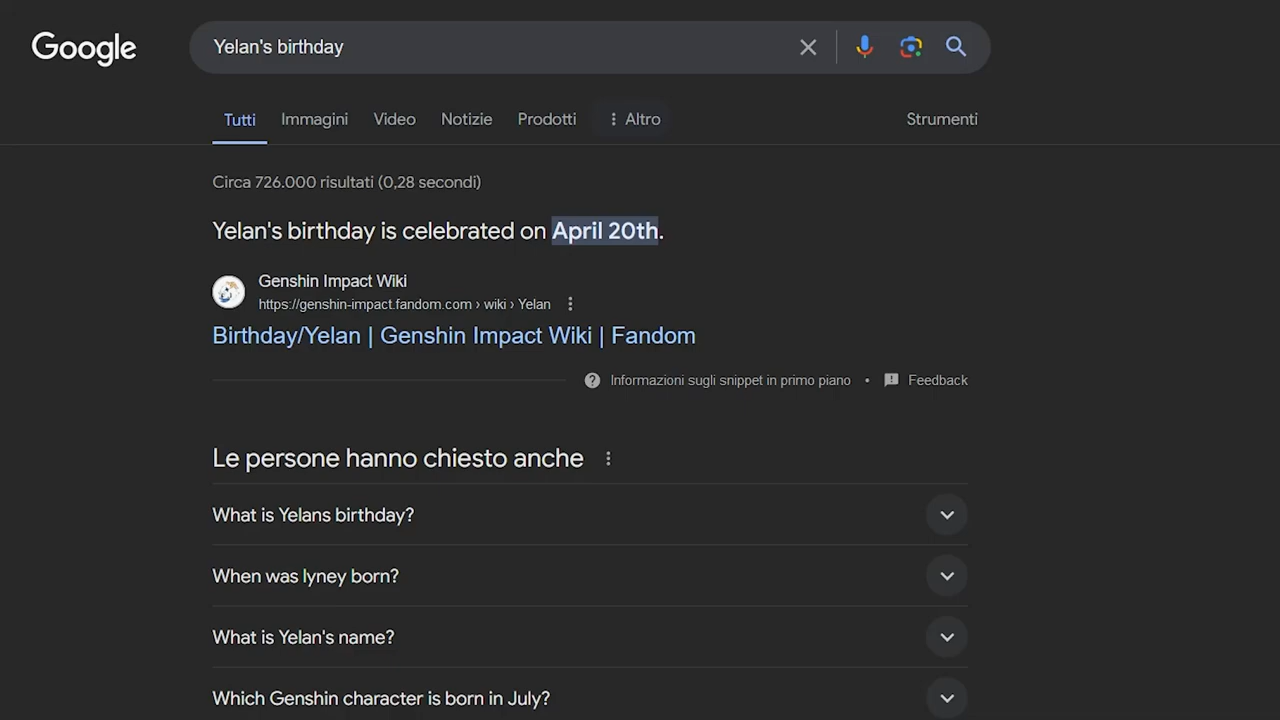 Google
Yelan's birthday
Tutti Immagini Video Notizie Prodotti Altro Strumenti
Circa 726.000 risultati (0,28 secondi)
Yelan's birthday is celebrated on April 20th.
Genshin Impact Wiki
https://genshin-impact.fandom.com › wiki › Yelan
Birthday/Yelan | Genshin Impact Wiki | Fandom
Informazioni sugli snippet in primo piano • Feedback
Le persone hanno chiesto anche
What is Yelans birthday?
When was lyney born?
What is Yelan's name?
Which Genshin character is born in July?